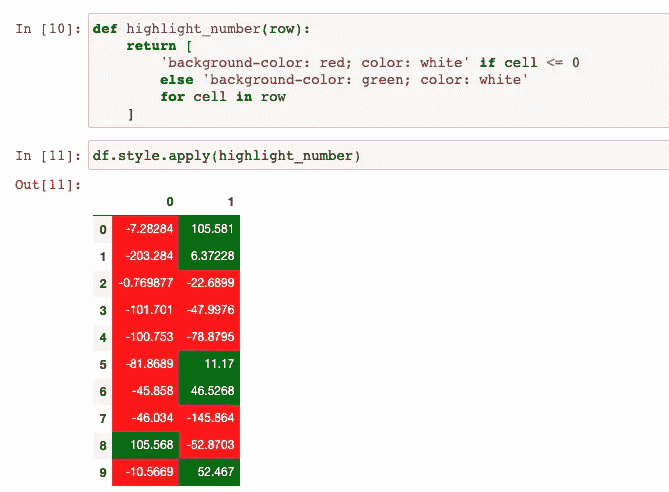 In [10]: def highlight_number(row):
return [
'background-color: red; color: white' if cell <= 0
else 'background-color: green; color: white'
for cell in row
]
In [11]: df.style.apply(highlight_number)
Out[11]:
0 1
0 -7.28284 105.581
1 -203.284 6.37228
2 -0.769877 -22.6899
3 -101.701 -47.9976
4 -100.753 -78.8795
5 -81.8689 11.17
6 -45.858 46.5268
7 -46.034 -145.864
8 105.568 -52.8703
9 -10.5669 52.467